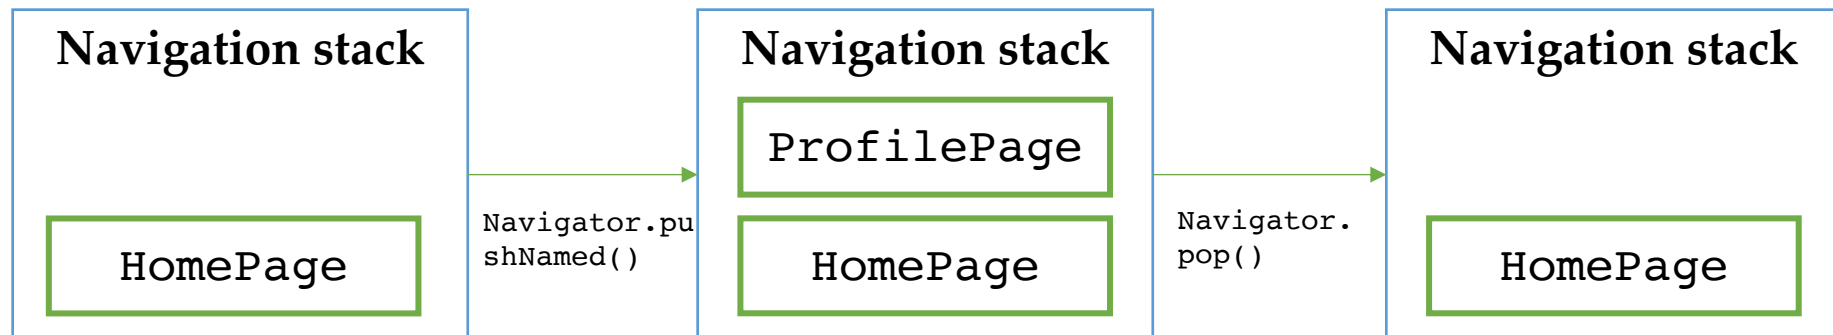 Navigation stack
HomePage
Navigator.pu
shNamed()
Navigation stack
ProfilePage
HomePage
Navigator.
pop()
Navigation stack
HomePage